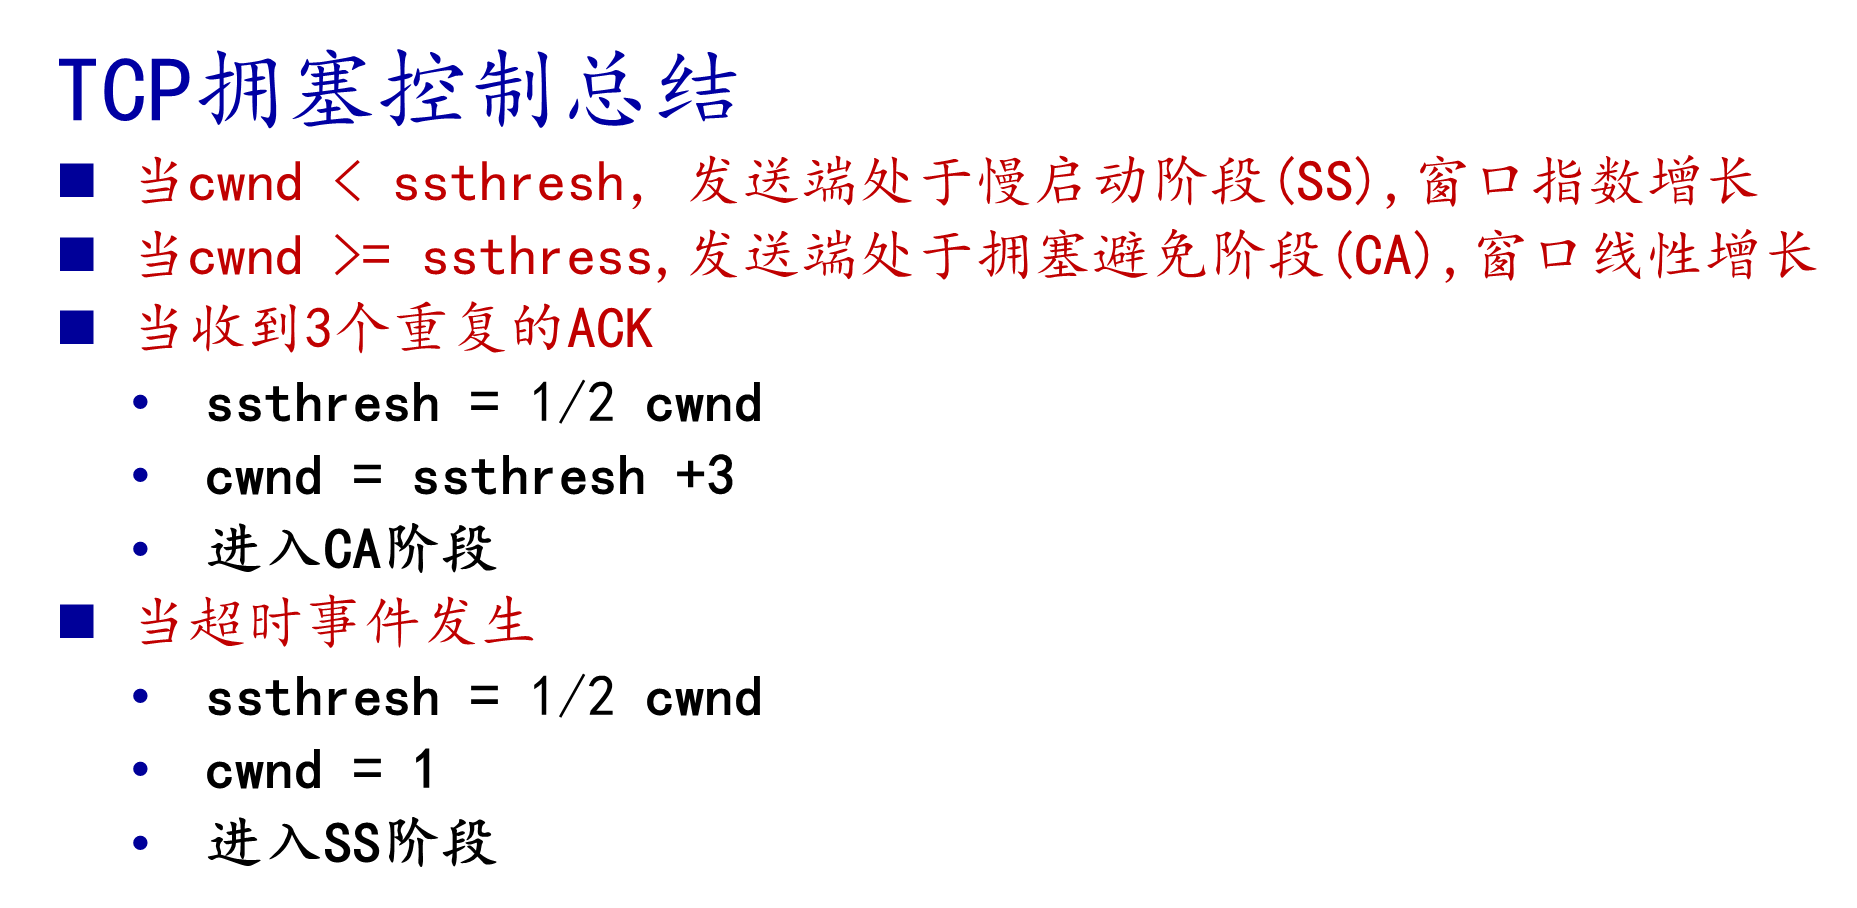 TCP拥塞控制总结
■ 当cwnd < ssthresh, 发送端处于慢启动阶段(SS),窗口指数增长
■ 当cwnd >= ssthress,发送端处于拥塞避免阶段(CA),窗口线性增长
■ 当收到3个重复的ACK
• ssthresh = 1/2 cwnd
• cwnd = ssthresh +3
• 进入CA阶段
■ 当超时事件发生
• ssthresh = 1/2 cwnd
• cwnd = 1
• 进入SS阶段